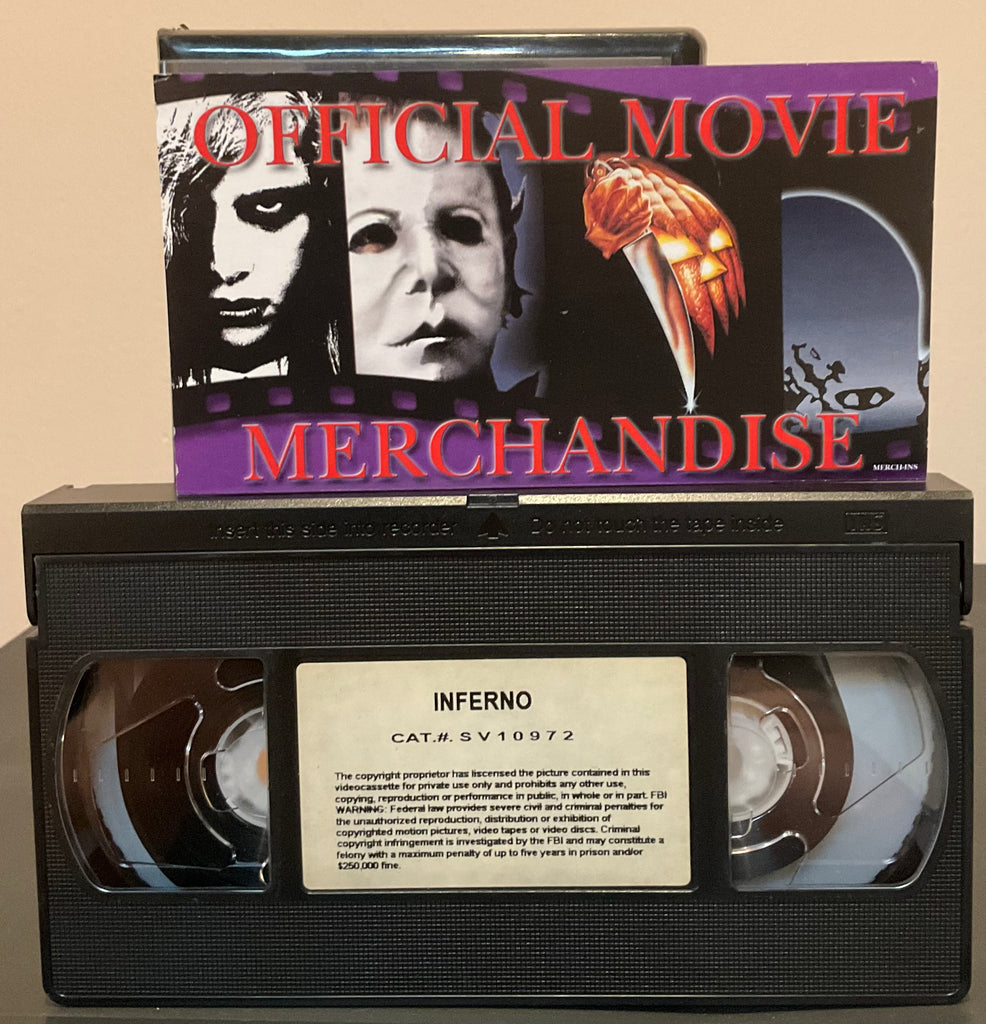 OFFICIAL MOVIE
MERCHANDISE
MERCH-INS
Insert this side into recorder Do not touch the tape inside VHS
INFERNO
CAT.#. S V 1 0 9 7 2
The copyright proprietor has liscensed the picture contained in this
videocassette for private use only and prohibits any other use,
copying, reproduction or performance in public, in whole or in part. FBI
WARNING: Federal law provides severe civil and criminal penalties for
the unauthorized reproduction, distribution or exhibition of
copyrighted motion pictures, video tapes or video discs. Criminal
copyright infringement is investigated by the FBI and may constitute a
felony with a maximum penalty of up to five years in prison and/or
$250,000 fine.